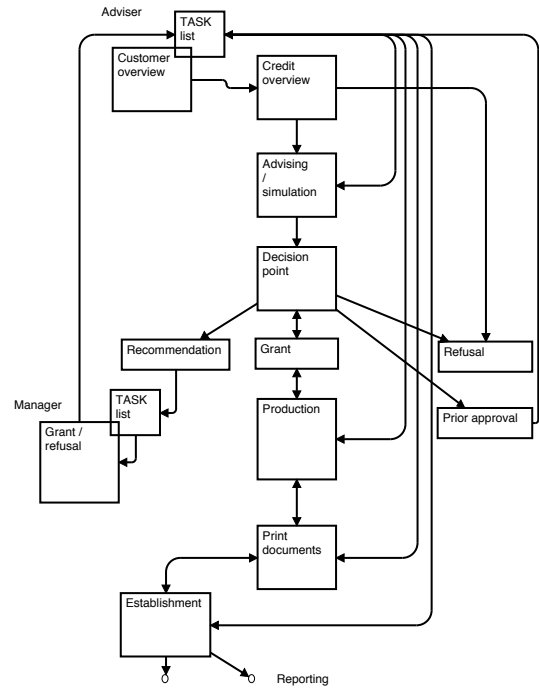 Adviser
TASK
list
Customer
overview
Credit
overview
Advising
/
simulation
Decision
point
Recommendation
Grant
Refusal
Manager
TASK
list
Grant /
refusal
Production
Prior approval
Print
documents
Establishment
Reporting